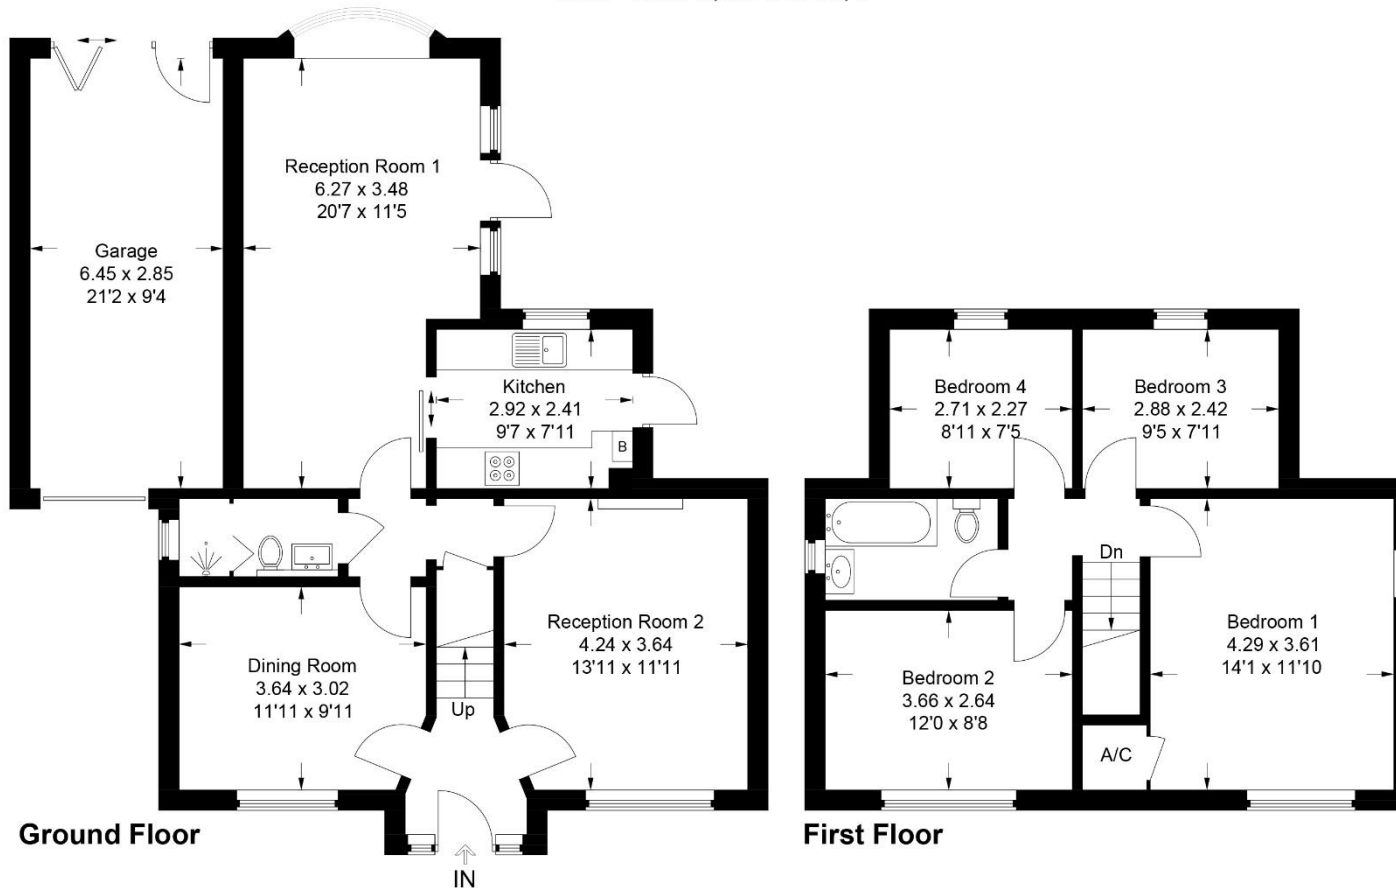 Reception Room 1
6.27 x 3.48
20'7 x 11'5
Garage
6.45 x 2.85
21'2 x 9'4
Kitchen
2.92 x 2.41
9'7 x 7'11
B
Reception Room 2
4.24 x 3.64
13'11 x 11'11
Dining Room
3.64 x 3.02
11'11 x 9'11
Up
IN
Ground Floor
Bedroom 4
2.71 x 2.27
8'11 x 7'5
Bedroom 3
2.88 x 2.42
9'5 x 7'11
Dn
Bedroom 1
4.29 x 3.61
14'1 x 11'10
Bedroom 2
3.66 x 2.64
12'0 x 8'8
A/C
First Floor